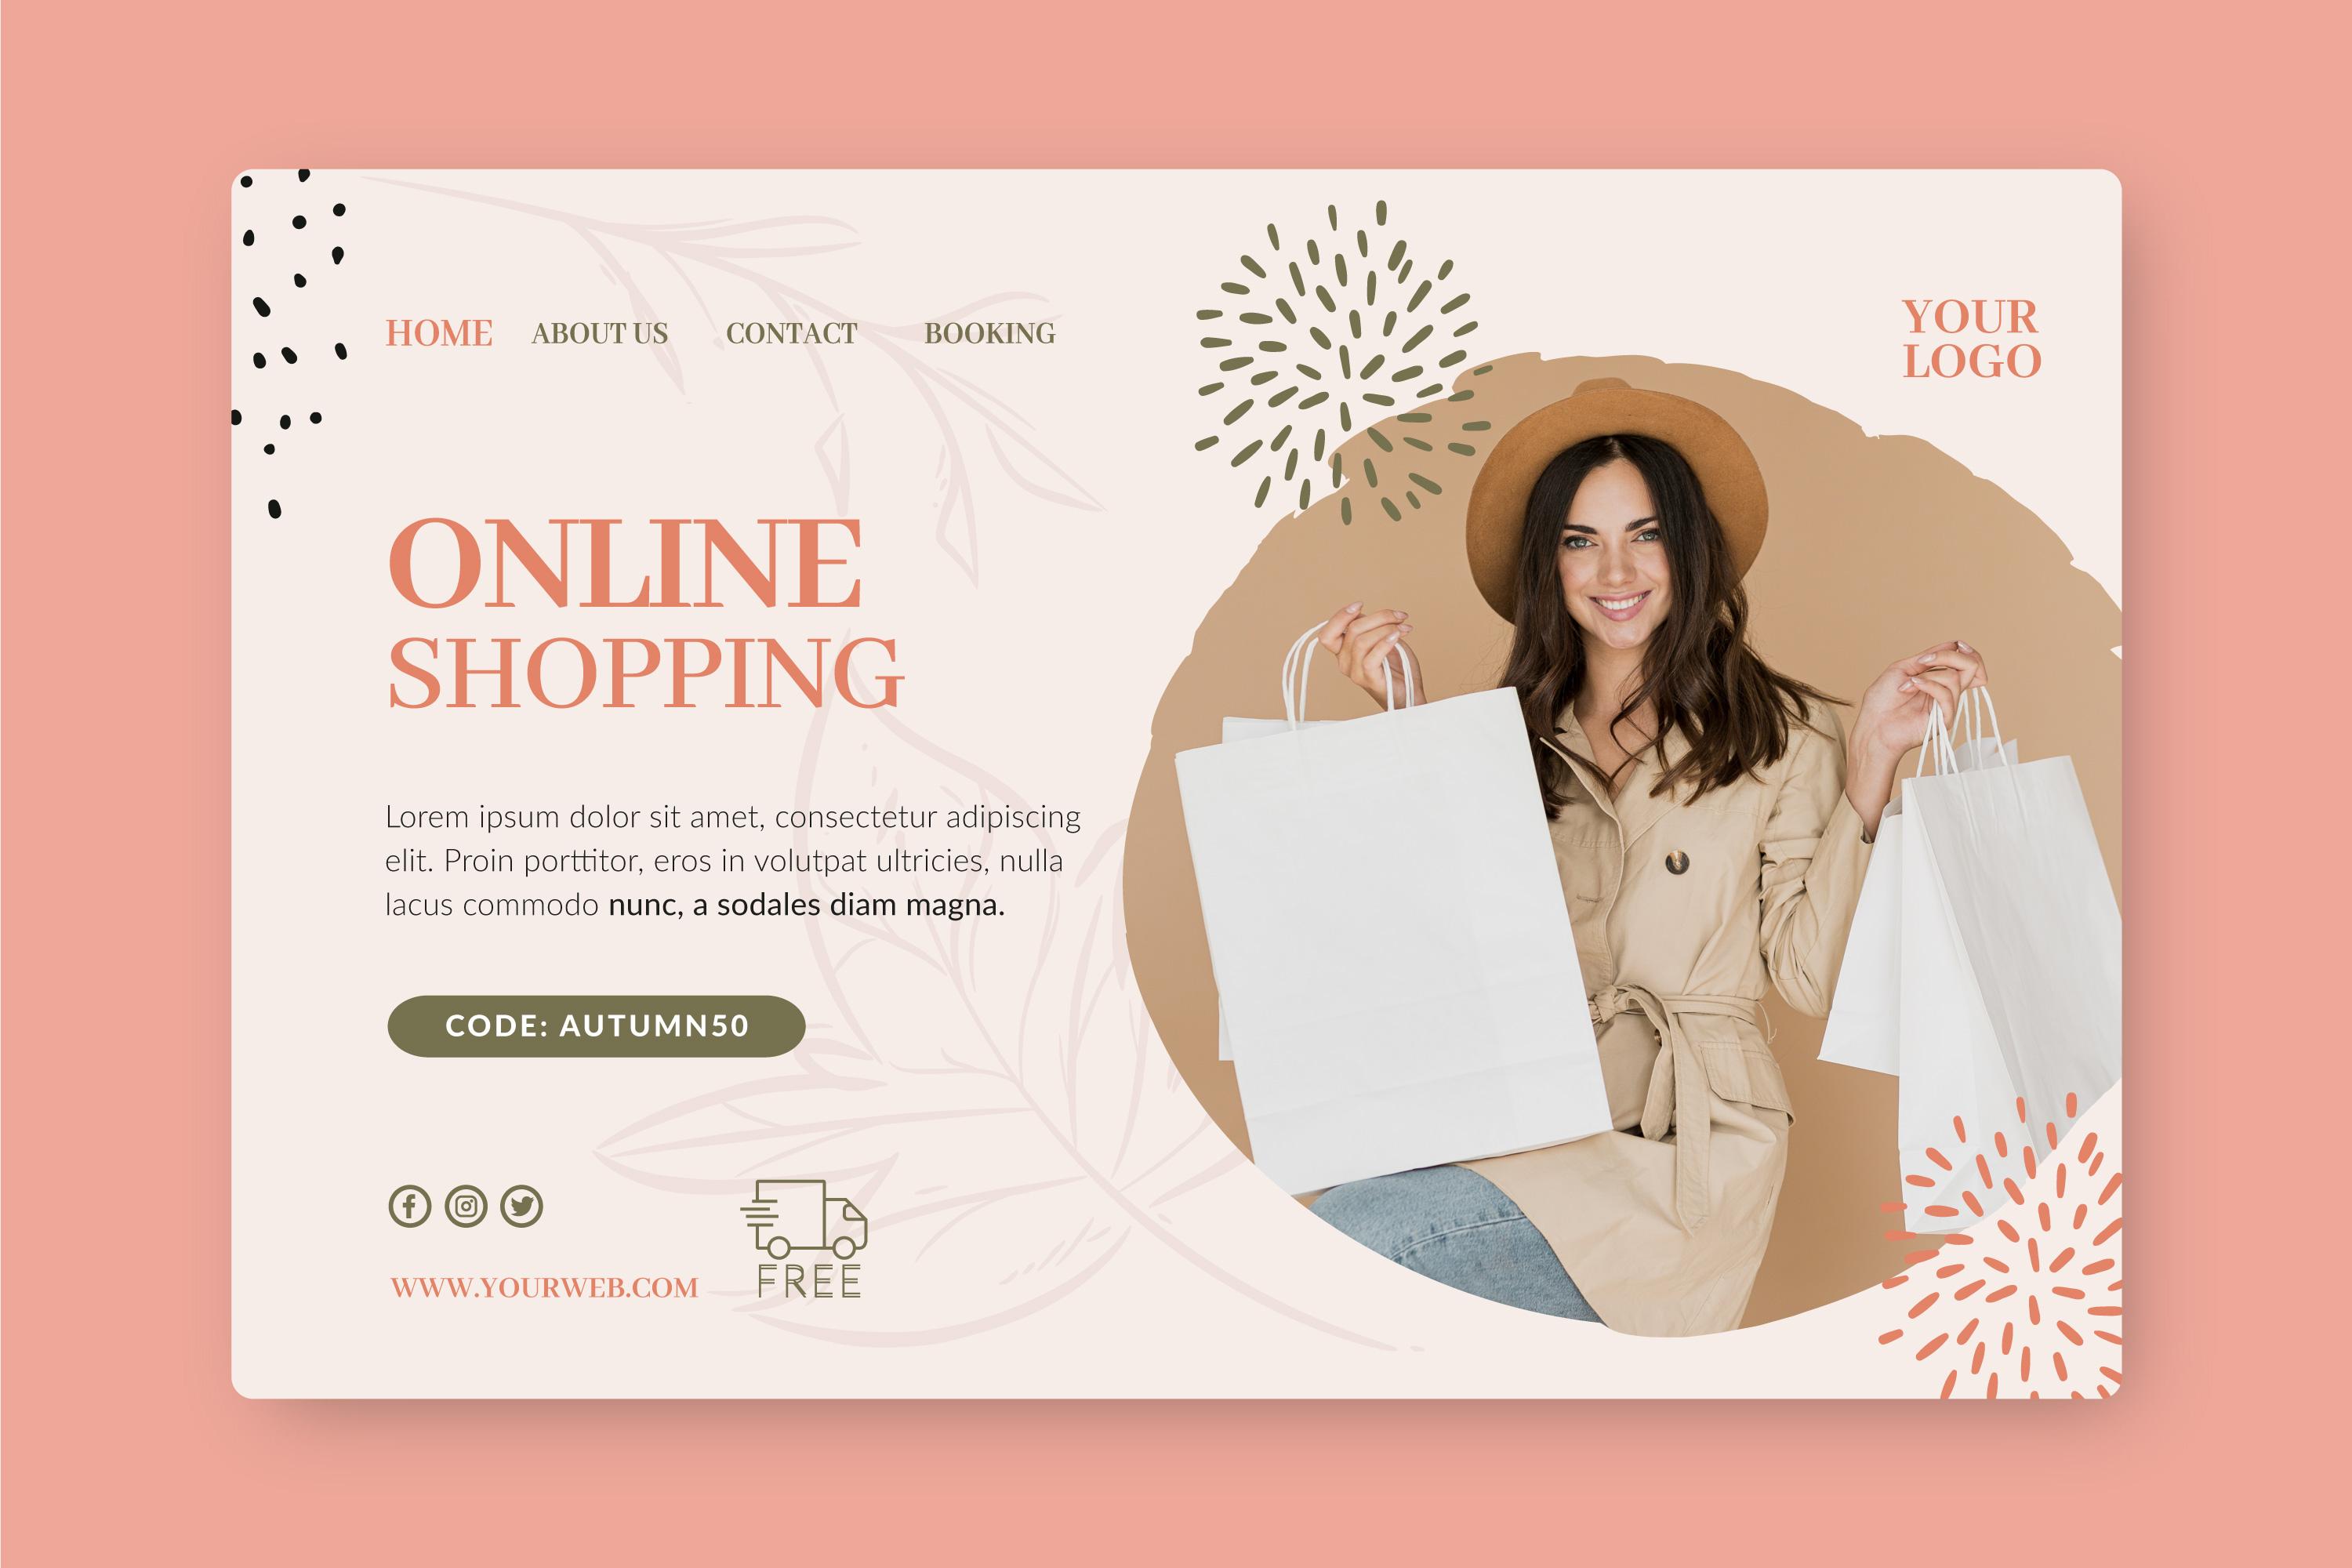 HOME ABOUT US CONTACT BOOKING
YOUR
LOGO
ONLINE
SHOPPING
Lorem ipsum dolor sit amet, consectetur adipiscing
elit. Proin porttitor, eros in volutpat ultricies, nulla
lacus commodo nunc, a sodales diam magna.
CODE: AUTUMN50
WWW.YOURWEB.COM
FREE